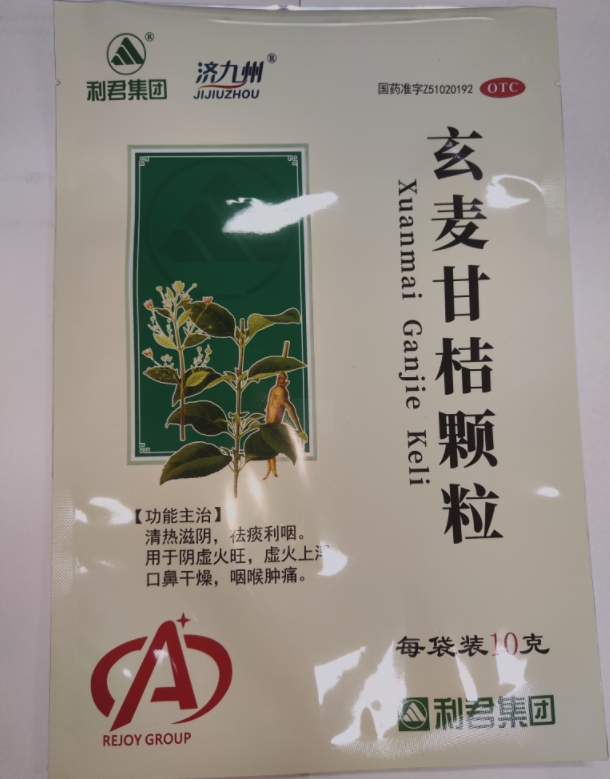 利君集团®
济九州®
JIJIUZHOU
国药准字Z51020192 OTC
玄麦甘桔颗粒
Xuanmai Ganjie Keli
【功能主治】
清热滋阴，祛痰利咽。
用于阴虚火旺，虚火上
口鼻干燥，咽喉肿痛。
每袋装10克
REJOY GROUP
利君集团